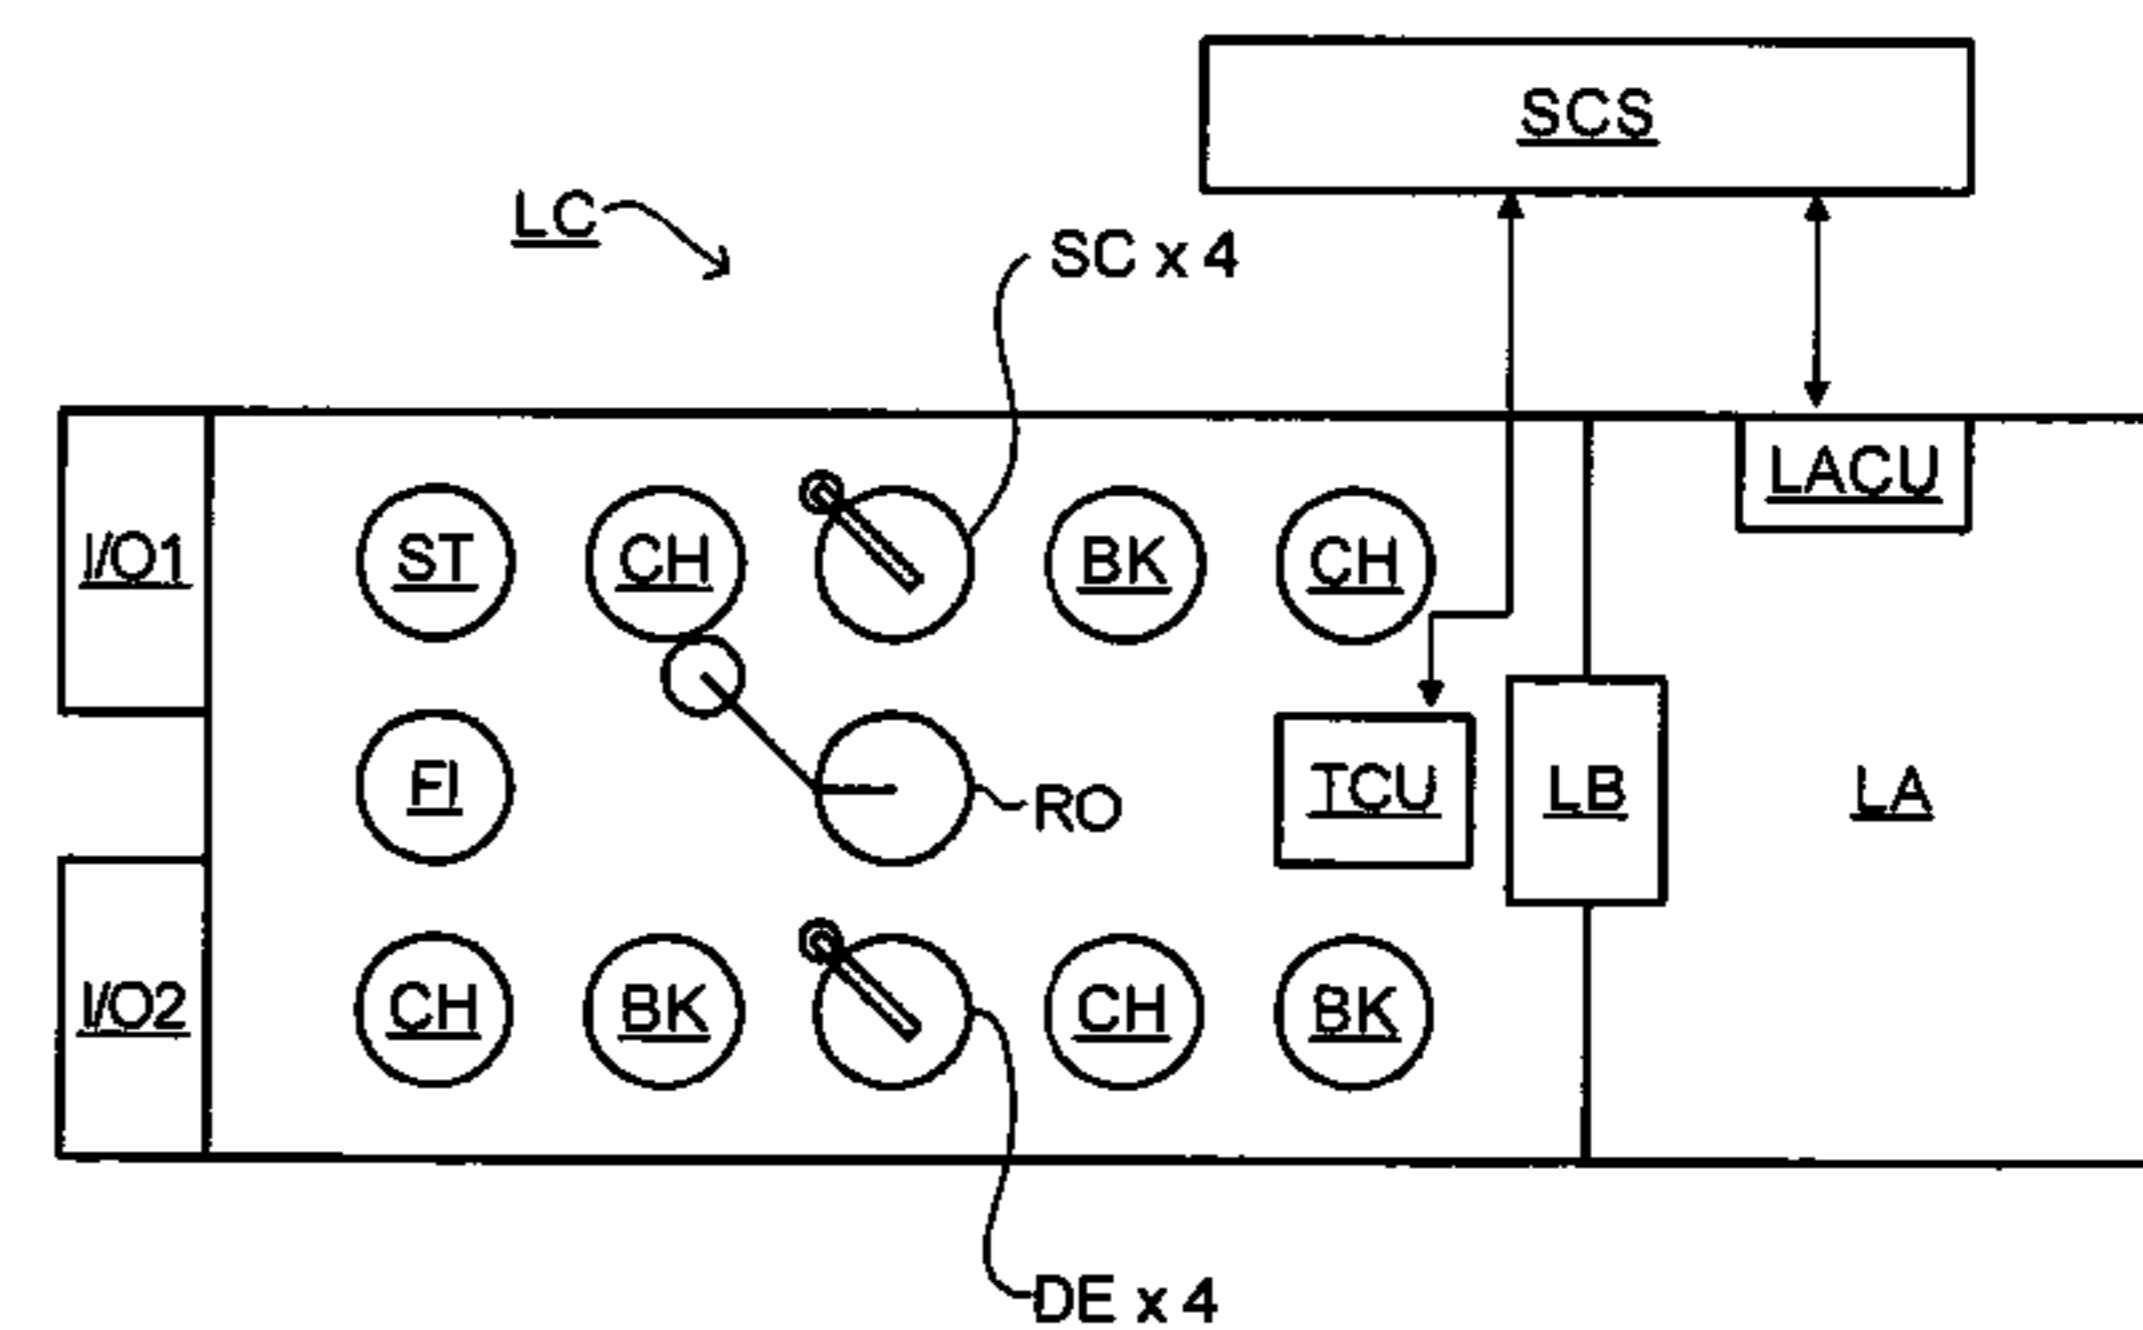 SCS
LC
SC x 4
LACU
I/O1
ST
CH
BK
CH
FI
RO
TCU
LB
LA
I/O2
CH
BK
CH
BK
DE x 4